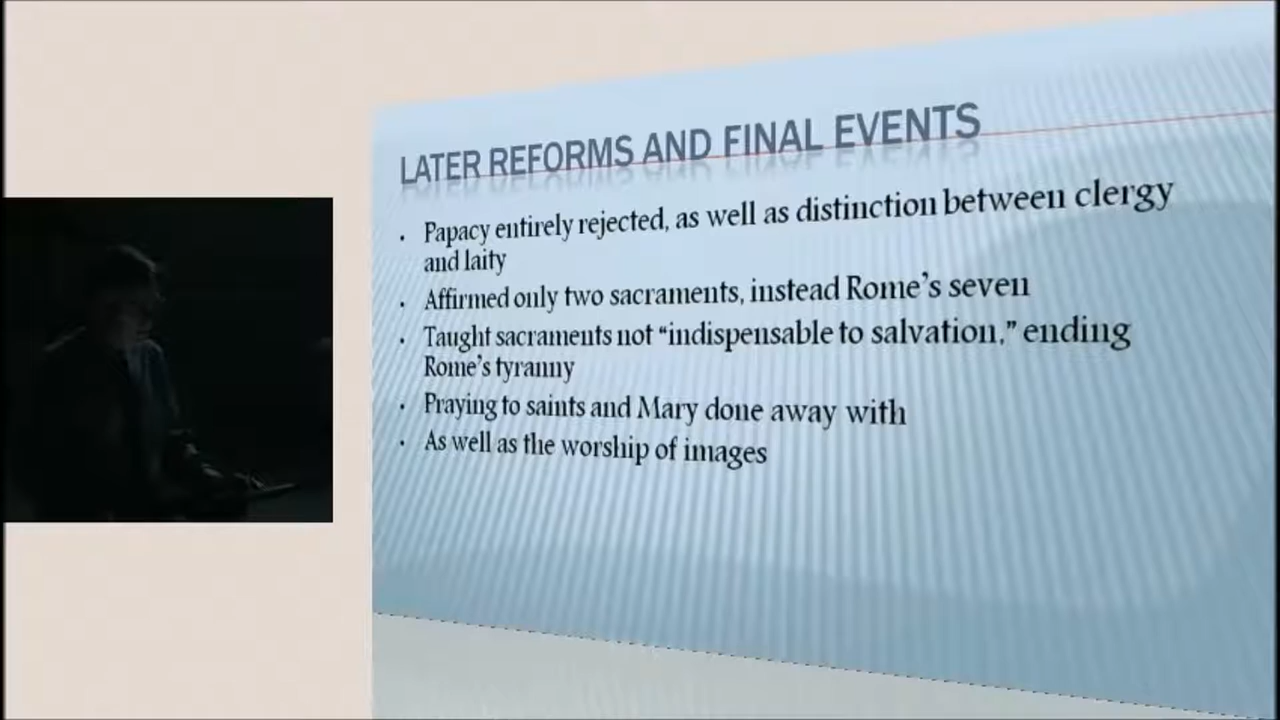 LATER REFORMS AND FINAL EVENTS
• Papacy entirely rejected, as well as distinction between clergy
and laity
• Affirmed only two sacraments, instead Rome's seven
• Taught sacraments not “indispensable to salvation,” ending
Rome's tyranny
• Praying to saints and Mary done away with
• As well as the worship of images